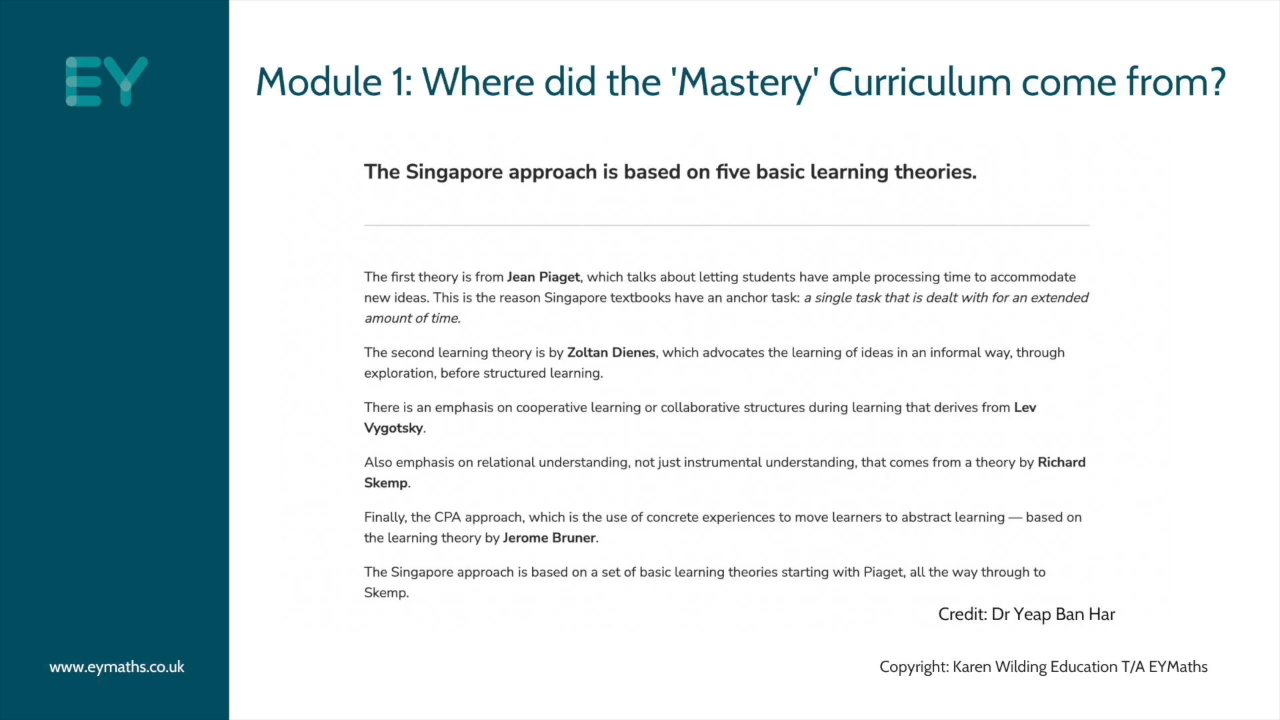 EY
Module 1: Where did the 'Mastery' Curriculum come from?
The Singapore approach is based on five basic learning theories.
The first theory is from Jean Piaget, which talks about letting students have ample processing time to accommodate
new ideas. This is the reason Singapore textbooks have an anchor task: a single task that is dealt with for an extended
amount of time.
The second learning theory is by Zoltan Dienes, which advocates the learning of ideas in an informal way, through
exploration, before structured learning.
There is an emphasis on cooperative learning or collaborative structures during learning that derives from Lev
Vygotsky.
Also emphasis on relational understanding, not just instrumental understanding, that comes from a theory by Richard
Skemp.
Finally, the CPA approach, which is the use of concrete experiences to move learners to abstract learning — based on
the learning theory by Jerome Bruner.
The Singapore approach is based on a set of basic learning theories starting with Piaget, all the way through to
Skemp.
Credit: Dr Yeap Ban Har
www.eymaths.co.uk
Copyright: Karen Wilding Education T/A EYMaths